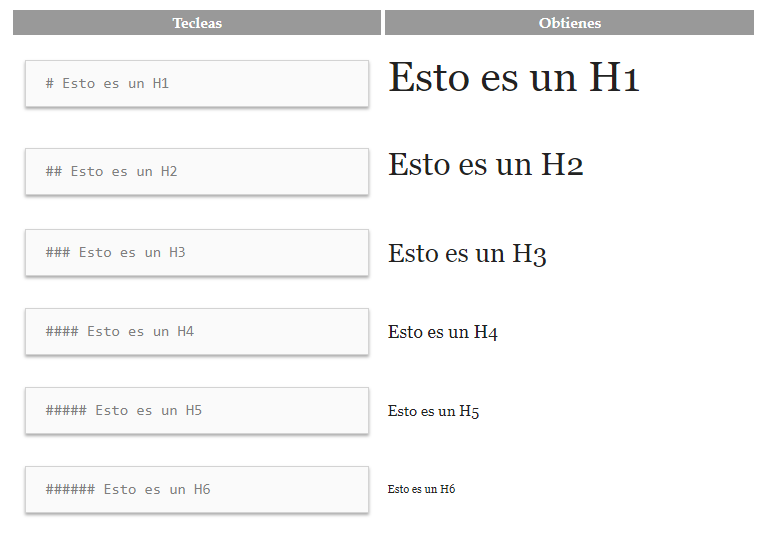 Tecleas Obtienes
# Esto es un H1 Esto es un H1
## Esto es un H2 Esto es un H2
### Esto es un H3 Esto es un H3
#### Esto es un H4 Esto es un H4
##### Esto es un H5 Esto es un H5
###### Esto es un H6 Esto es un H6